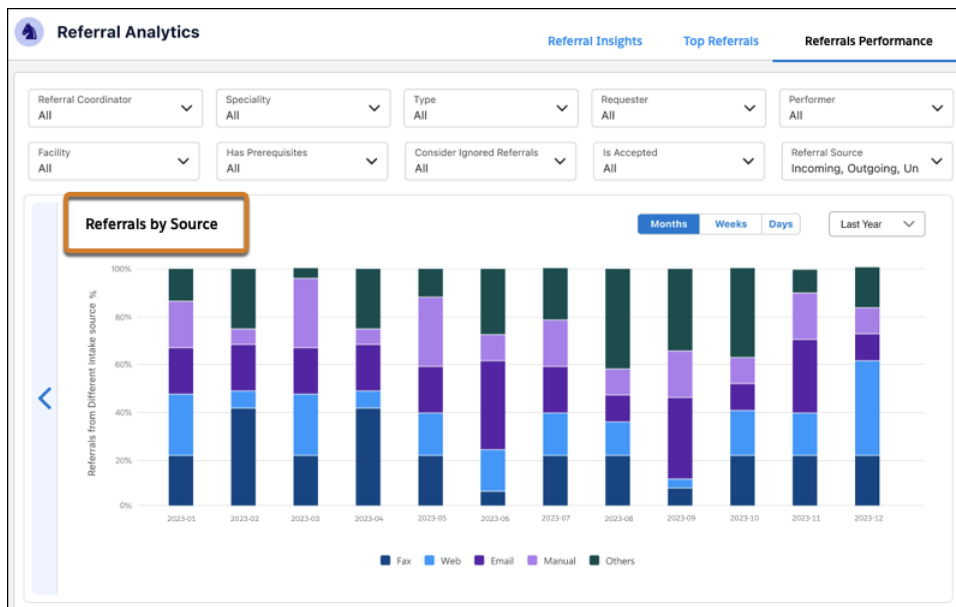 Referral Analytics
Referral Insights
Top Referrals
Referrals Performance
Referral Coordinator
All
Speciality
All
Type
All
Requester
All
Performer
All
Facility
All
Has Prerequisites
All
Consider Ignored Referrals
All
Is Accepted
All
Referral Source
Incoming, Outgoing, Un
Referrals by Source
Months
Weeks
Days
Last Year
Referrals from Different Intake source %
100%
80%
60%
40%
20%
0%
2023-01
2023-02
2023-03
2023-04
2023-05
2023-06
2023-07
2023-08
2023-09
2023-10
2023-11
2023-12
Fax
Web
Email
Manual
Others